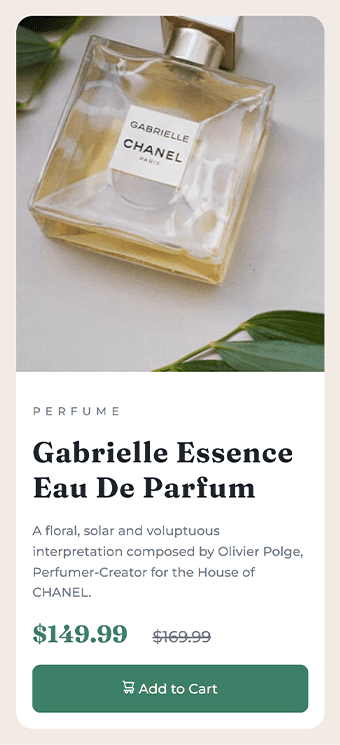 GABRIELLE
CHANEL
PARIS
PERFUME
Gabrielle Essence
Eau De Parfum
A floral, solar and voluptuous
interpretation composed by Olivier Polge,
Perfumer-Creator for the House of
CHANEL.
$149.99 $169.99
Add to Cart